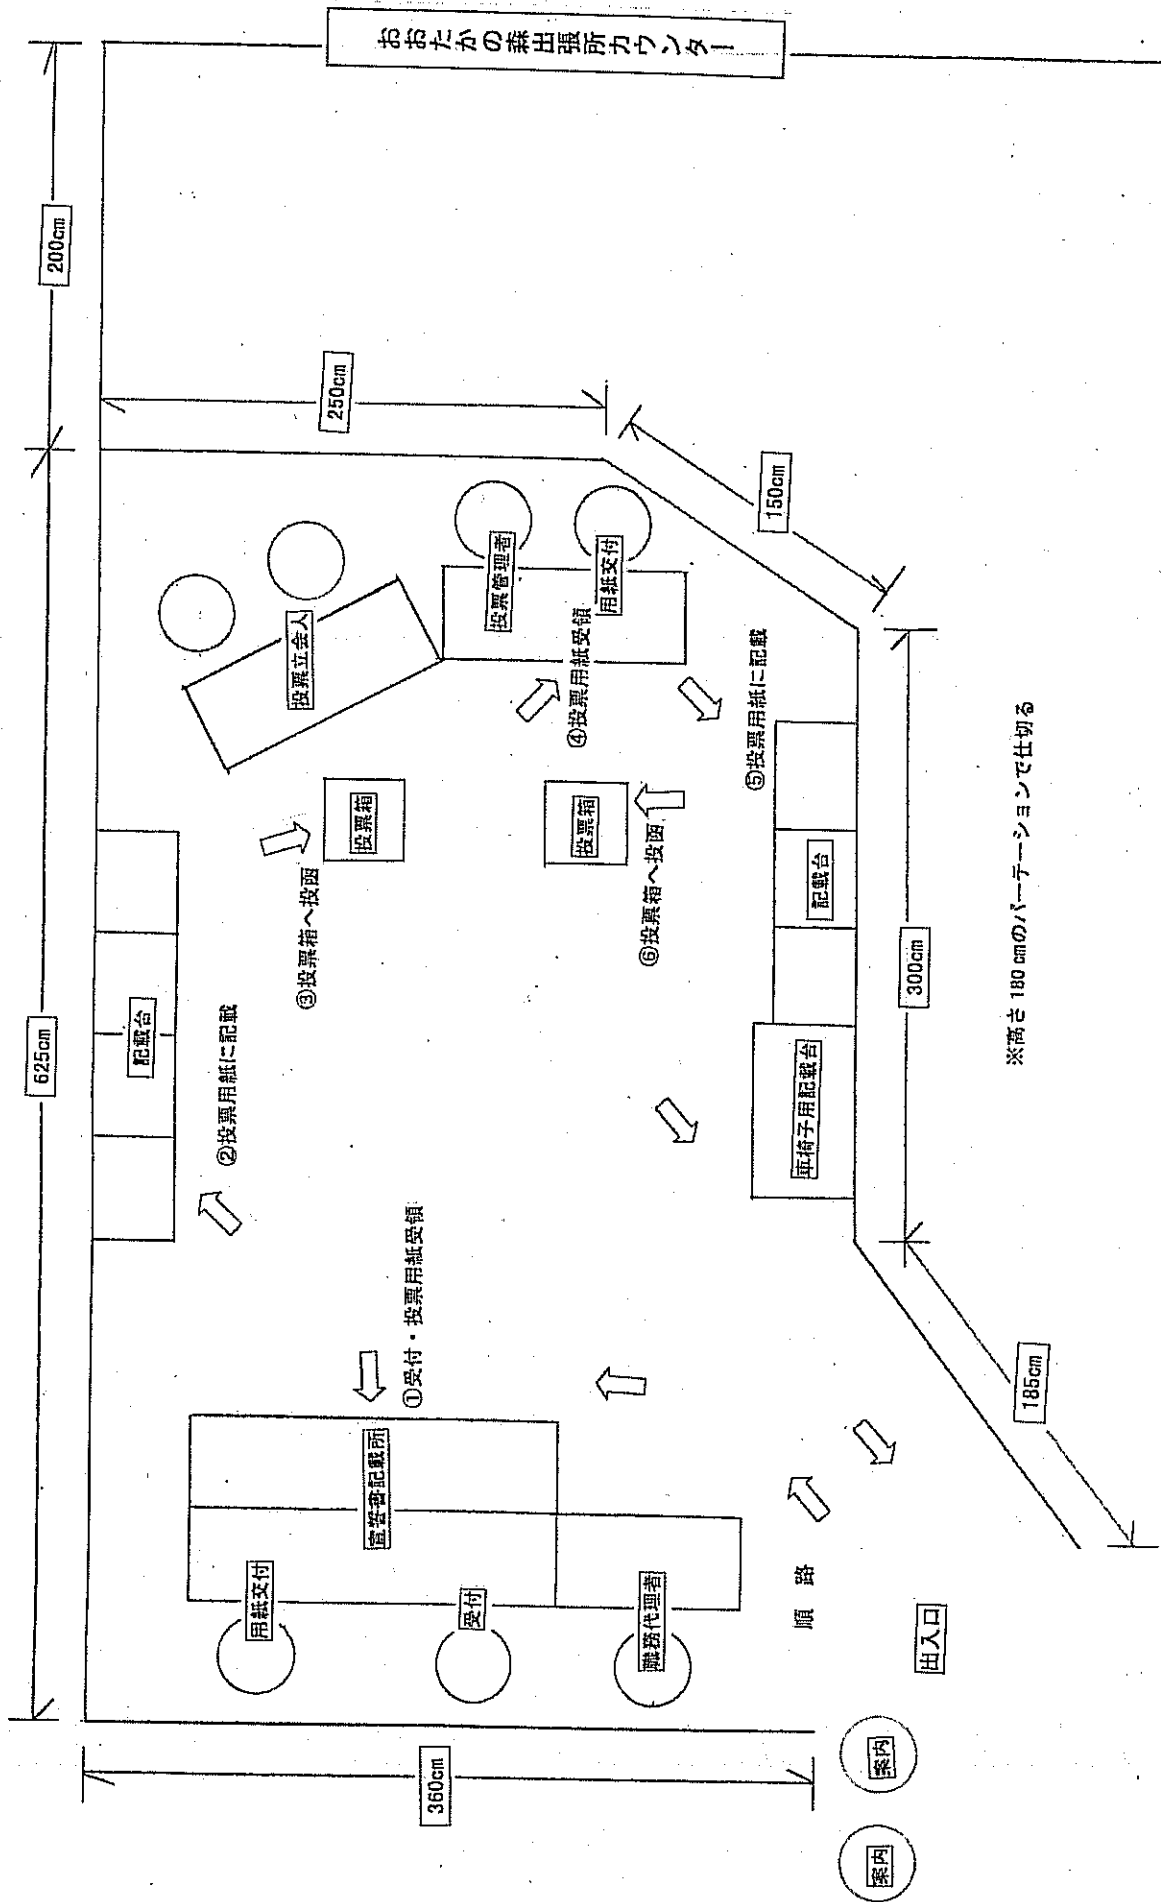 625cm
200cm
おおたかの森出張所カウンター
記載台
②投票用紙に記載
③投票箱へ投函
投票箱
投票立会人
250cm
360cm
用紙交付
宣誓書記載所
受付
職務代理者
①受付・投票用紙受領
投票管理者
用紙交付
④投票用紙受領
投票箱
⑥投票箱へ投函
⑤投票用紙に記載
150cm
順路
車椅子用記載台
記載台
300cm
案内
案内
出入口
185cm
※高さ180cmのパーテーションで仕切る